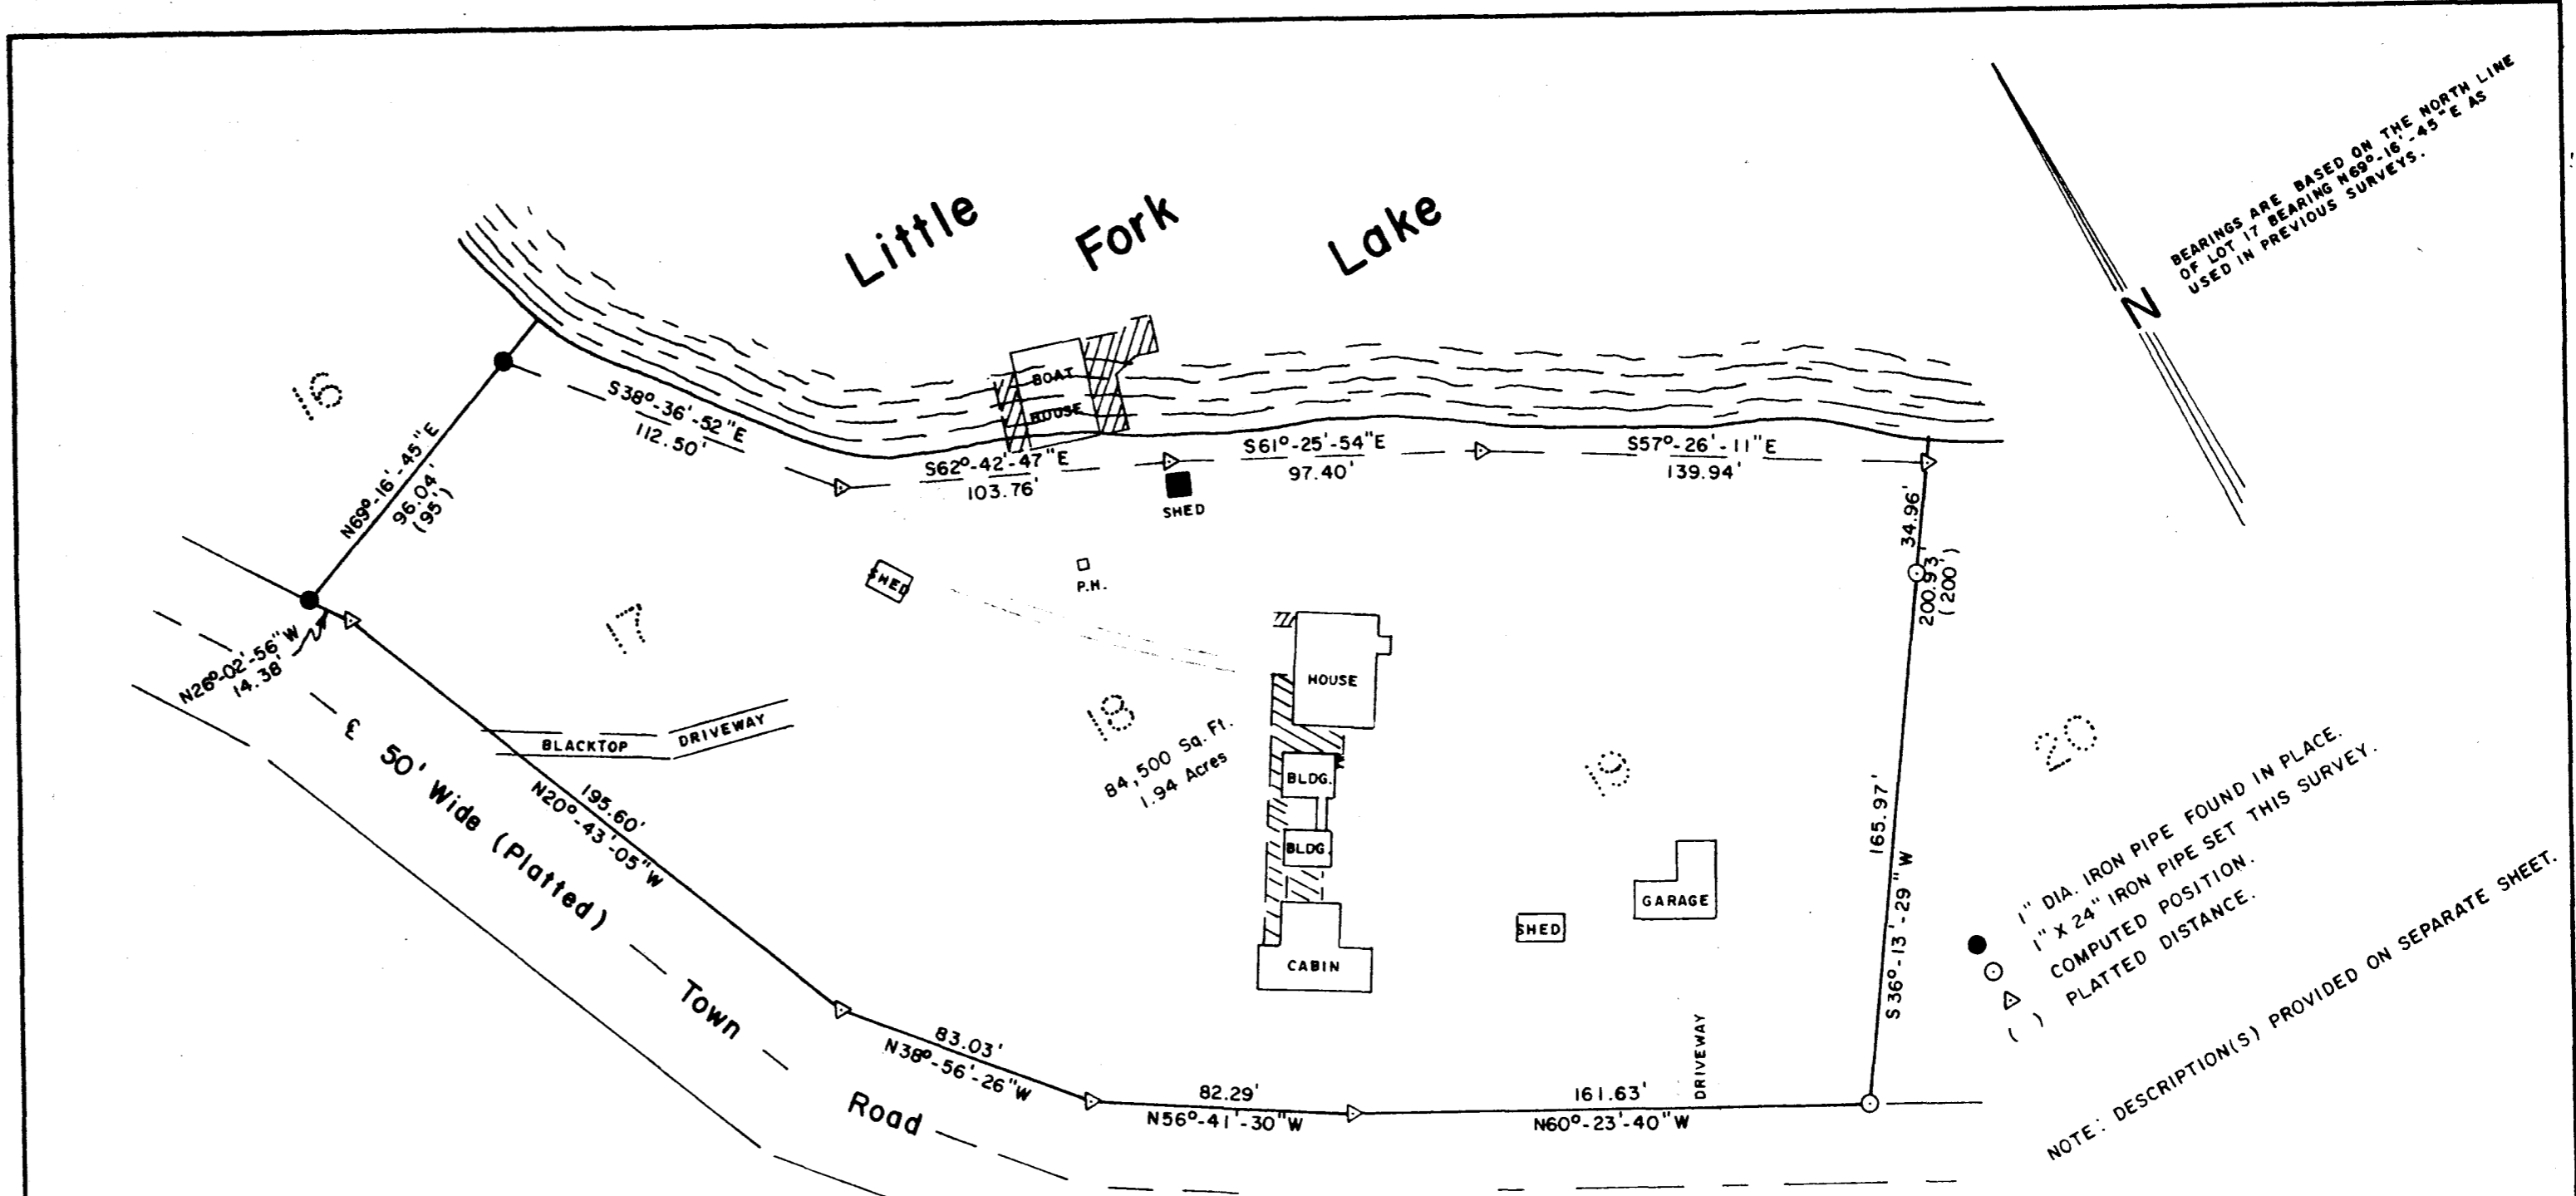 Little Fork Lake
BEARINGS ARE BASED ON THE NORTH LINE
OF LOT 17 BEARING N69°-16'-45"E AS
USED IN PREVIOUS SURVEYS.
N
16
S38°-36'-52"E
112.50'
BOAT
HOUSE
S62°-42'-47"E
103.76'
S61°-25'-54"E
97.40'
S57°-26'-11"E
139.94'
N69°-16'-45"E
96.04'
(95')
SHED
34.96'
200.93'
(200')
SHED
P.H.
17
HOUSE
N26°-02'-56"W
14.38'
18
84,500 Sq. Ft.
1.94 Acres
BLACKTOP DRIVEWAY
BLDG.
19
20
BLDG.
165.97'
S36°-13'-29"W
195.60'
N20°-43'-05"W
GARAGE
SHED
CABIN
℄ 50' Wide (Platted) Town Road
1" DIA. IRON PIPE FOUND IN PLACE.
1" X 24" IRON PIPE SET THIS SURVEY.
COMPUTED POSITION.
( ) PLATTED DISTANCE.
83.03'
N38°-56'-26"W
82.29'
N56°-41'-30"W
DRIVEWAY
161.63'
N60°-23'-40"W
NOTE: DESCRIPTION(S) PROVIDED ON SEPARATE SHEET.